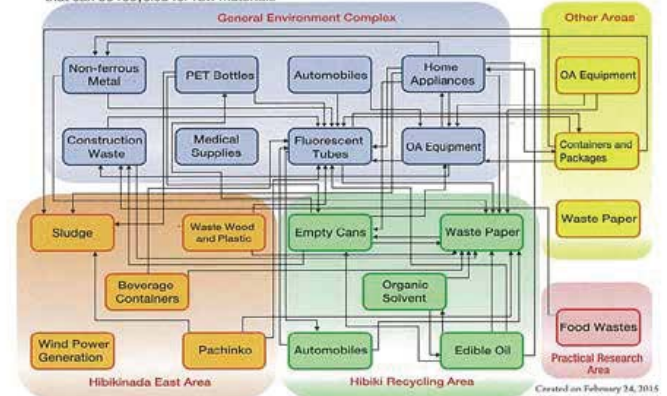 General Environment Complex
Other Areas
Non-ferrous
Metal
PET Bottles
Automobiles
Home
Appliances
OA Equipment
Construction
Waste
Medical
Supplies
Fluorescent
Tubes
OA Equipment
Containers and
Packages
Sludge
Waste Wood
and Plastic
Empty Cans
Waste Paper
Waste Paper
Beverage
Containers
Organic
Solvent
Wind Power
Generation
Pachinko
Automobiles
Edible Oil
Food Wastes
Practical Research
Area
Hibikinada East Area
Hibiki Recycling Area
Created on February 24, 2015